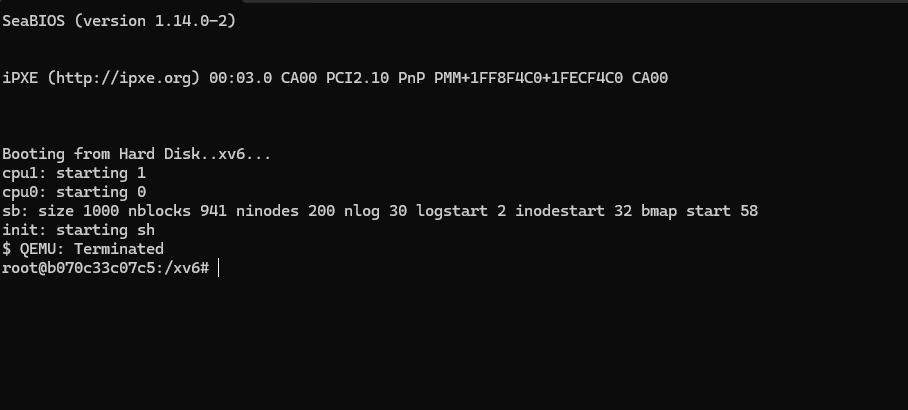 SeaBIOS (version 1.14.0-2)
iPXE (http://ipxe.org) 00:03.0 CA00 PCI2.10 PnP PMM+1FF8F4C0+1FECF4C0 CA00
Booting from Hard Disk..xv6...
cpu1: starting 1
cpu0: starting 0
sb: size 1000 nblocks 941 ninodes 200 nlog 30 logstart 2 inodestart 32 bmap start 58
init: starting sh
$ QEMU: Terminated
root@b070c33c07c5:/xv6#